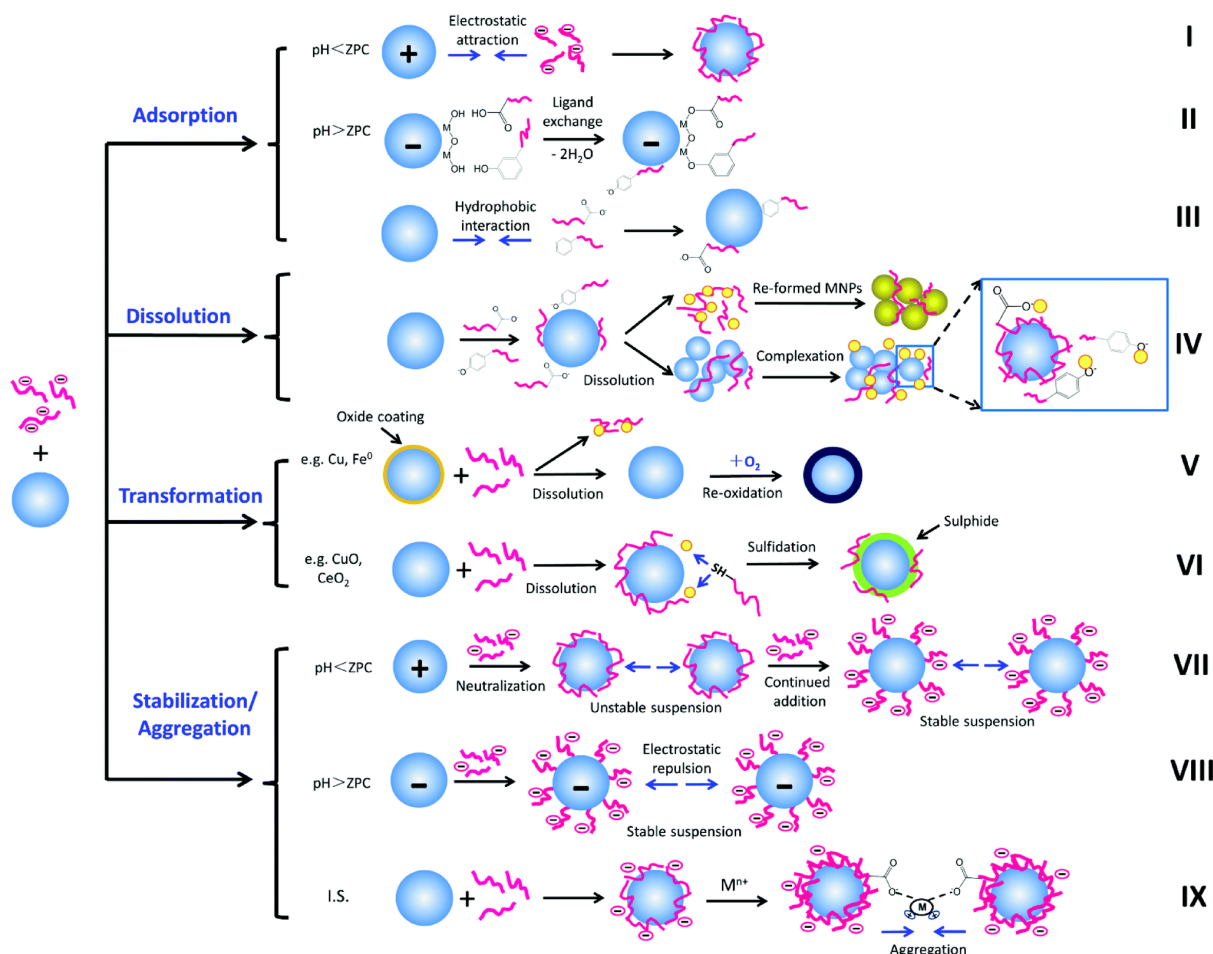 Adsorption
pH<ZPC
+
Electrostatic
attraction
I
pH>ZPC
−
OH
M
O
M
OH
HO
O
HO
Ligand
exchange
- 2H₂O
−
M
O
M
O
O
O
II
Hydrophobic
interaction
O
O⁻
⁻O
O
⁻O
III
Dissolution
O
O⁻
⁻O
⁻O
O
O⁻
Dissolution
Re-formed MNPs
Complexation
O
O
O⁻
O⁻
IV
+
Transformation
Oxide coating
e.g. Cu, Fe⁰
+
Dissolution
+O₂
Re-oxidation
V
e.g. CuO,
CeO₂
+
Dissolution
SH
Sulfidation
Sulphide
VI
Stabilization/
Aggregation
pH<ZPC
+
Neutralization
Unstable suspension
Continued
addition
Stable suspension
VII
pH>ZPC
−
−
Electrostatic
repulsion
−
Stable suspension
VIII
I.S.
+
Mⁿ⁺
O
O
M
O
O
Aggregation
IX